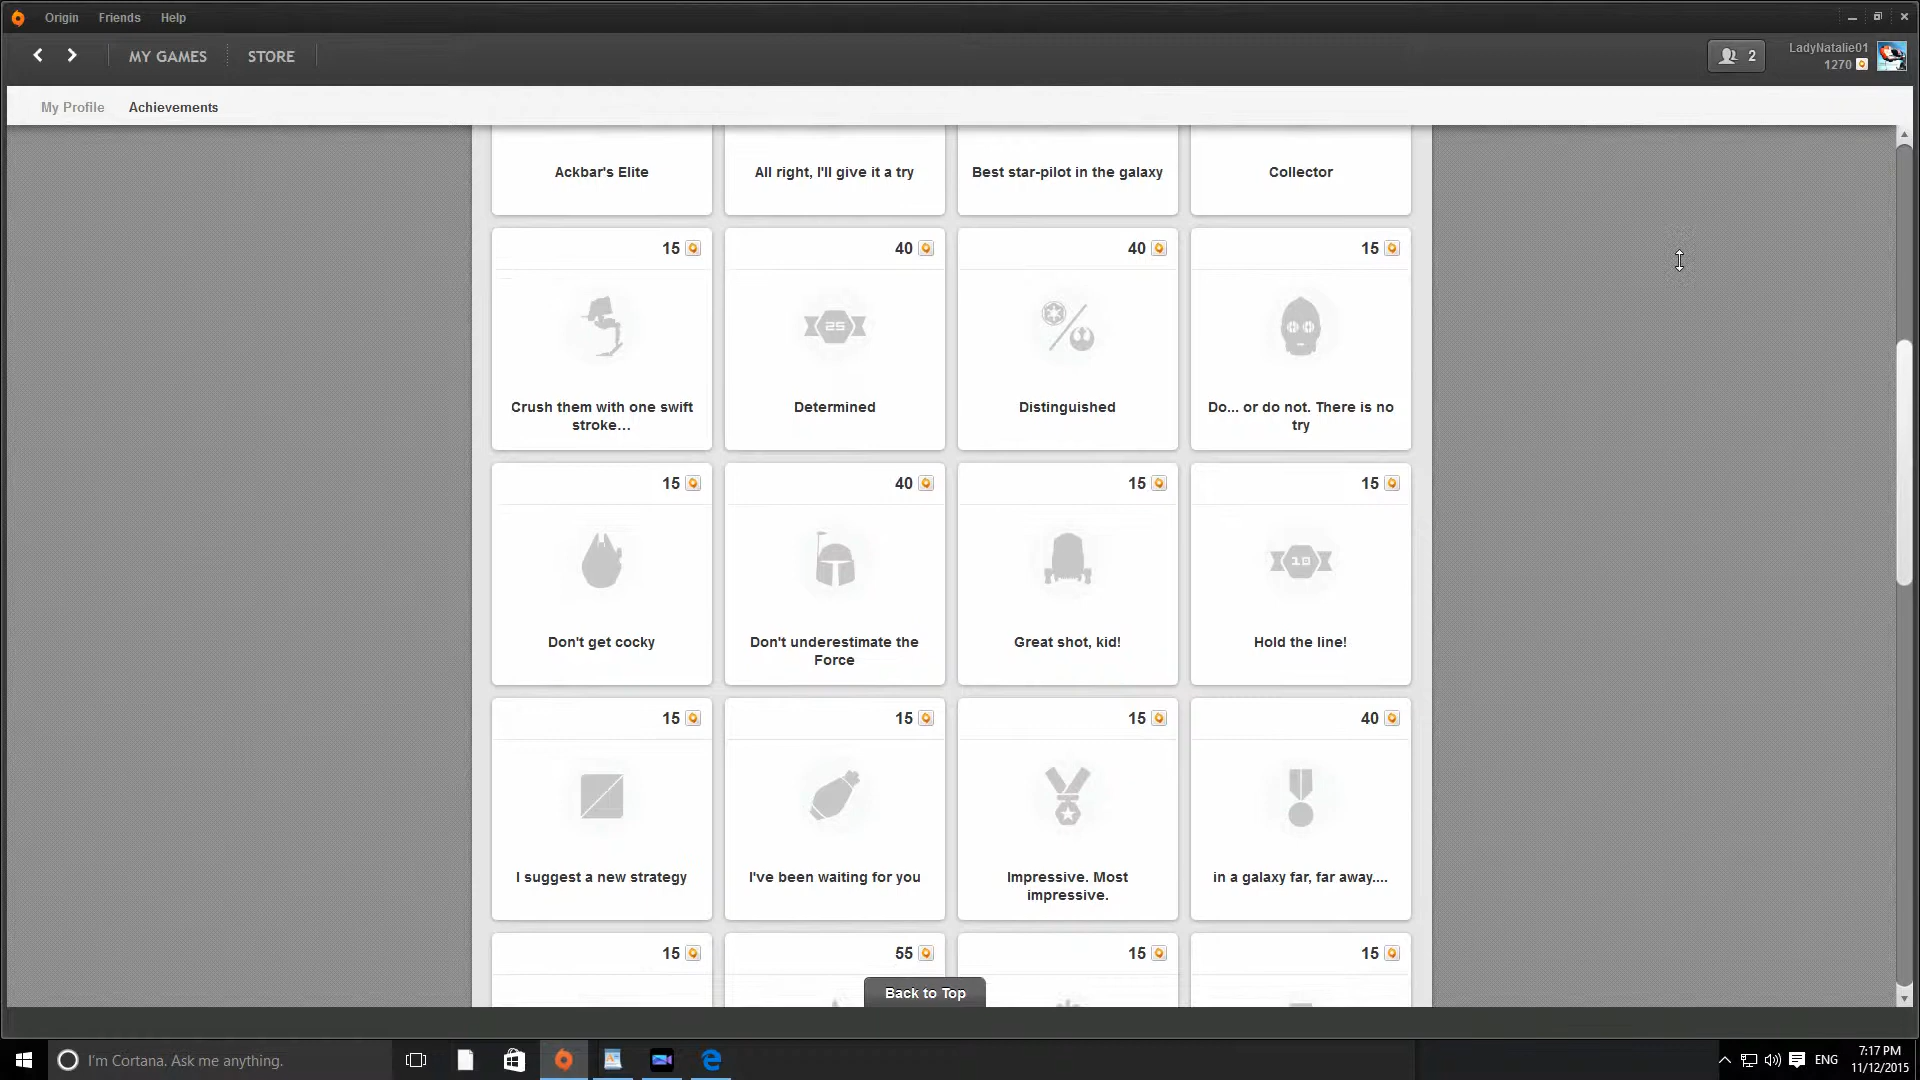 Origin Friends Help
MY GAMES STORE
2
LadyNatalie01
1270
My Profile Achievements
Ackbar's Elite
All right, I'll give it a try
Best star-pilot in the galaxy
Collector
15
Crush them with one swift
stroke...
40
25
Determined
40
Distinguished
15
Do... or do not. There is no
try
15
Don't get cocky
40
Don't underestimate the
Force
15
Great shot, kid!
15
10
Hold the line!
15
I suggest a new strategy
15
I've been waiting for you
15
Impressive. Most
impressive.
40
in a galaxy far, far away....
15
55
15
15
Back to Top
I'm Cortana. Ask me anything.
ENG
7:17 PM
11/12/2015